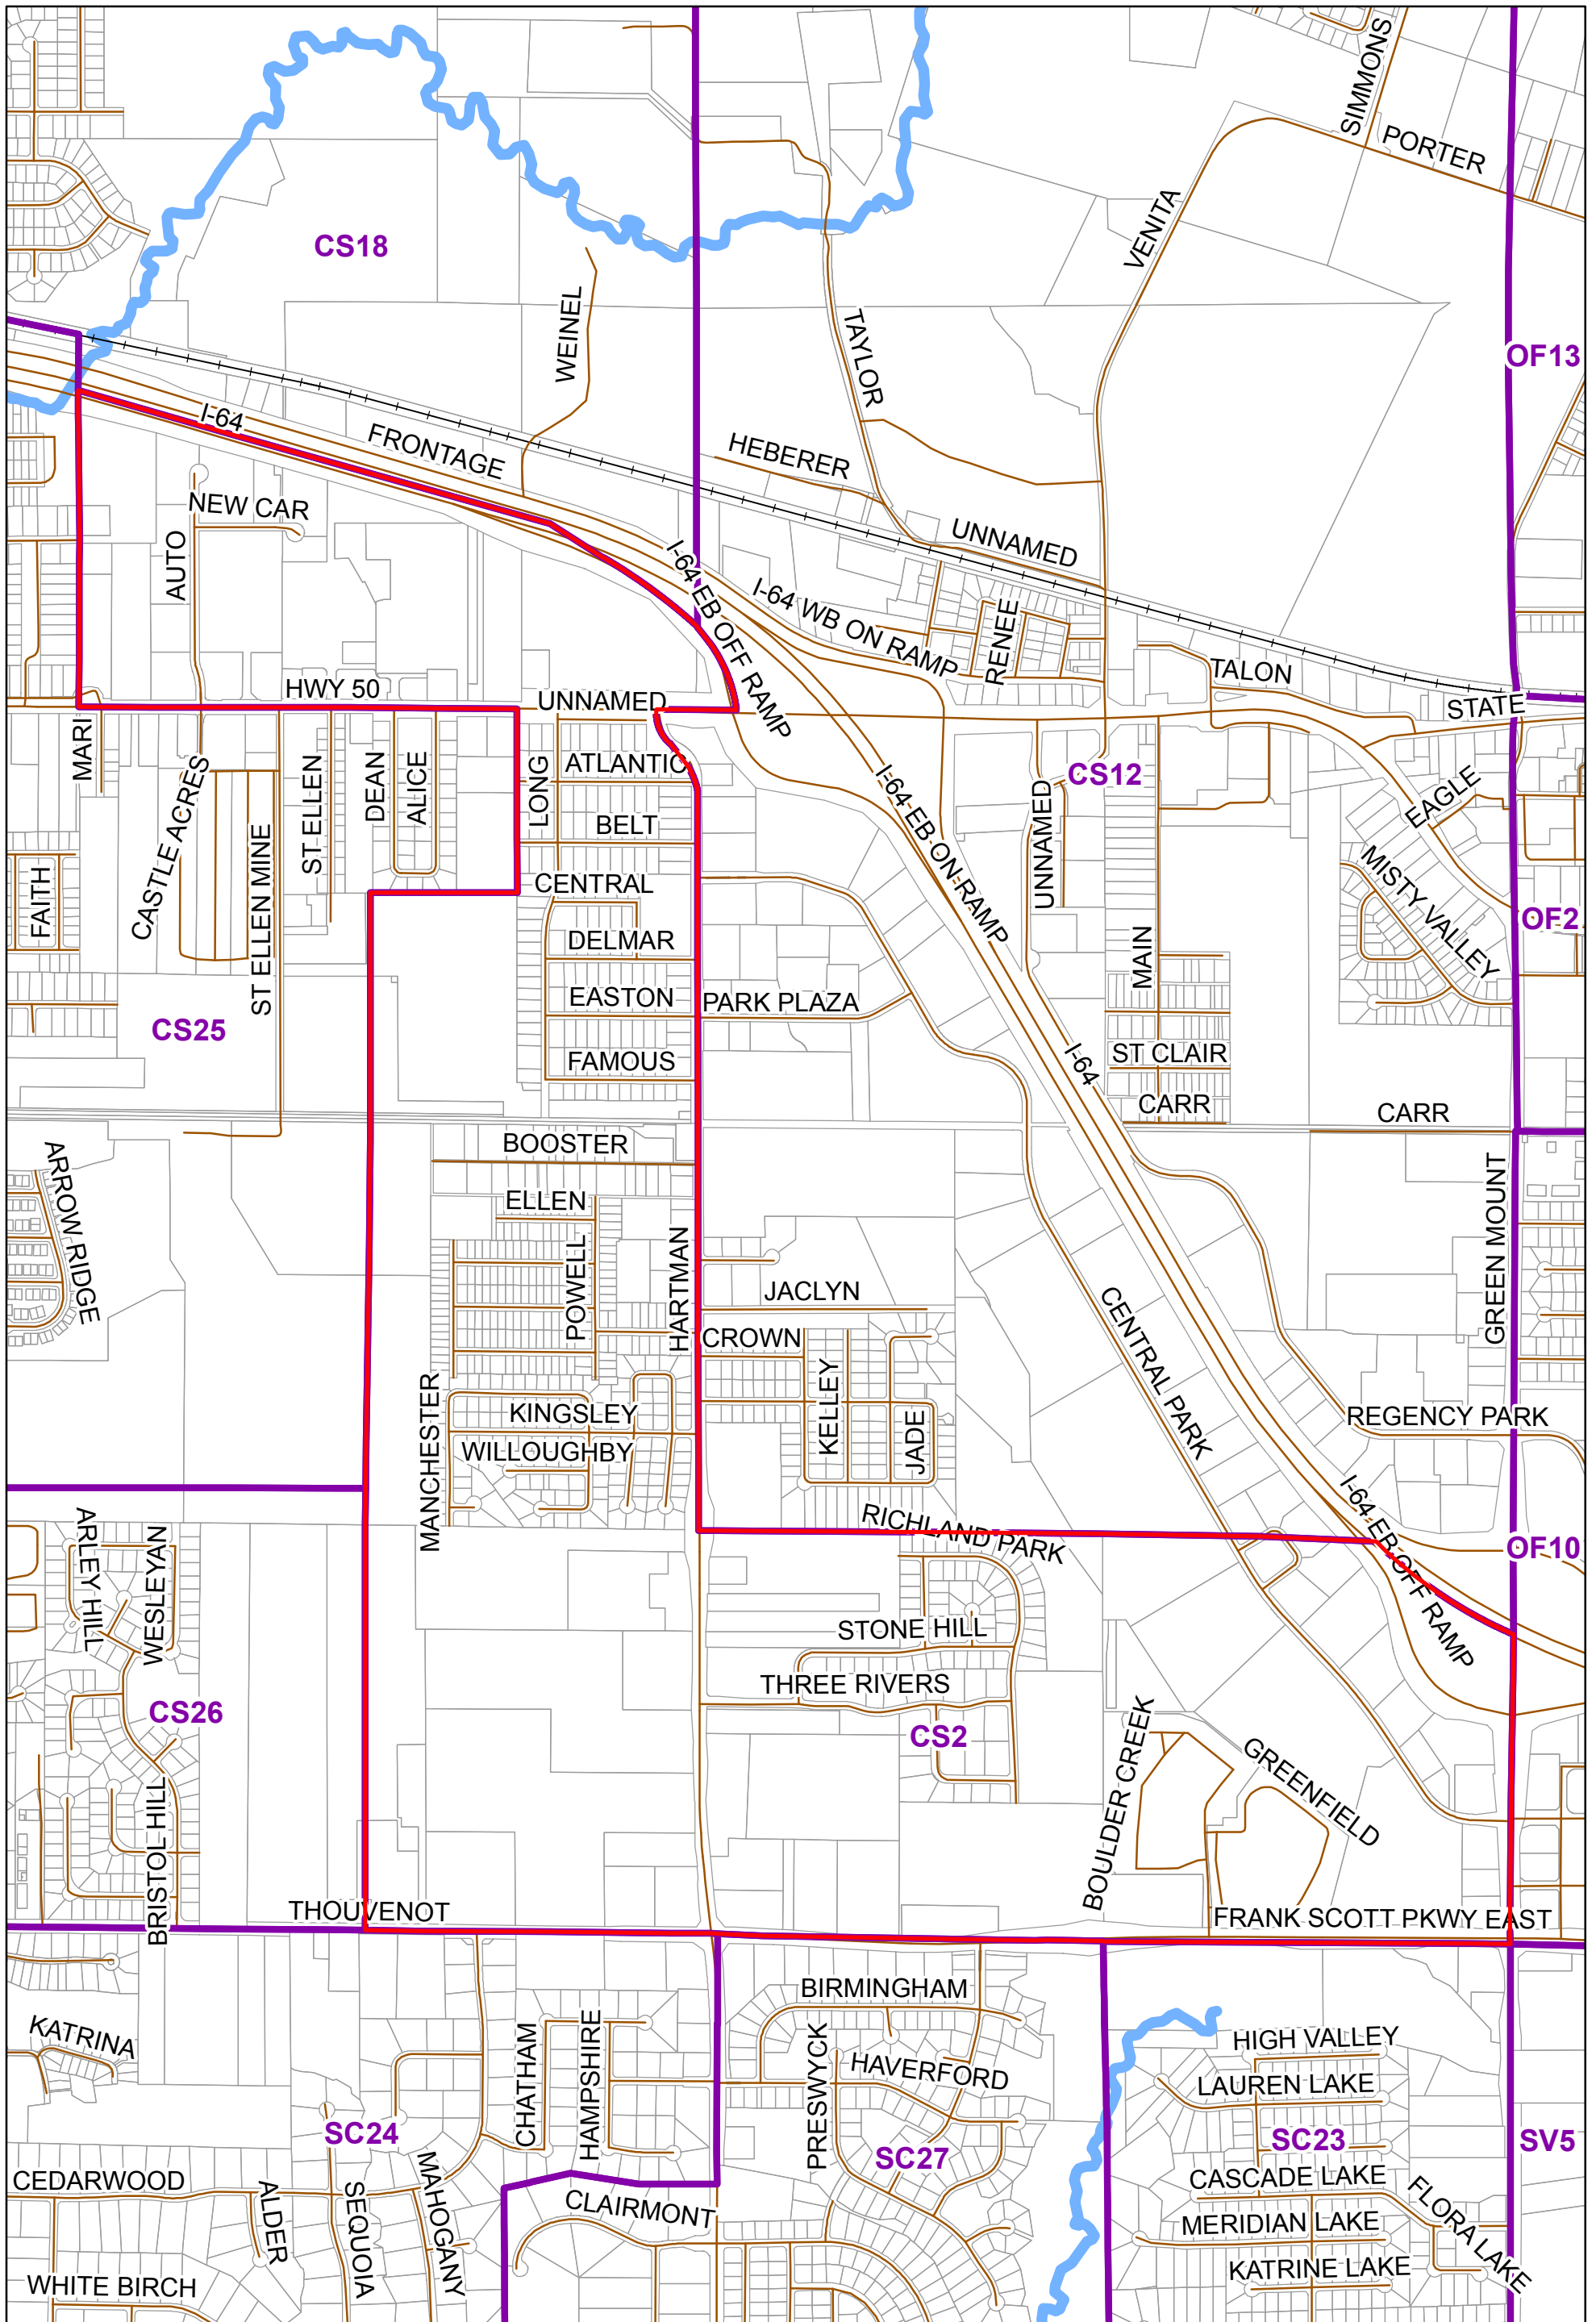 SIMMONS
PORTER
VENITA
CS18
WEINEL
TAYLOR
OF13
I-64
FRONTAGE
HEBERER
NEW CAR
AUTO
UNNAMED
I-64 EB OFF RAMP
I-64 WB ON RAMP
RENEE
TALON
STATE
HWY 50
UNNAMED
MARI
CASTLE ACRES
ST ELLEN MINE
ST ELLEN
DEAN
ALICE
LONG
ATLANTIC
BELT
CENTRAL
DELMAR
EASTON
FAMOUS
PARK PLAZA
I-64 EB ON RAMP
UNNAMED
CS12
MAIN
EAGLE
MISTY VALLEY
OF2
FAITH
CS25
I-64
ST CLAIR
CARR
CARR
BOOSTER
ELLEN
POWELL
HARTMAN
ARROW RIDGE
GREEN MOUNT
JACLYN
CROWN
KELLEY
JADE
CENTRAL PARK
MANCHESTER
KINGSLEY
WILLOUGHBY
REGENCY PARK
I-64 EB OFF RAMP
RICHLAND PARK
OF10
ARLEY HILL
WESLEYAN
STONE HILL
THREE RIVERS
CS26
CS2
BOULDER CREEK
GREENFIELD
BRISTOL HILL
THOUVENOT
FRANK SCOTT PKWY EAST
KATRINA
CHATHAM
HAMPSHIRE
BIRMINGHAM
PRESWYCK
HAVERFORD
HIGH VALLEY
LAUREN LAKE
SC24
SC27
SC23
SV5
CEDARWOOD
ALDER
SEQUOIA
MAHOGANY
CLAIRMONT
CASCADE LAKE
MERIDIAN LAKE
FLORA LAKE
KATRINE LAKE
WHITE BIRCH